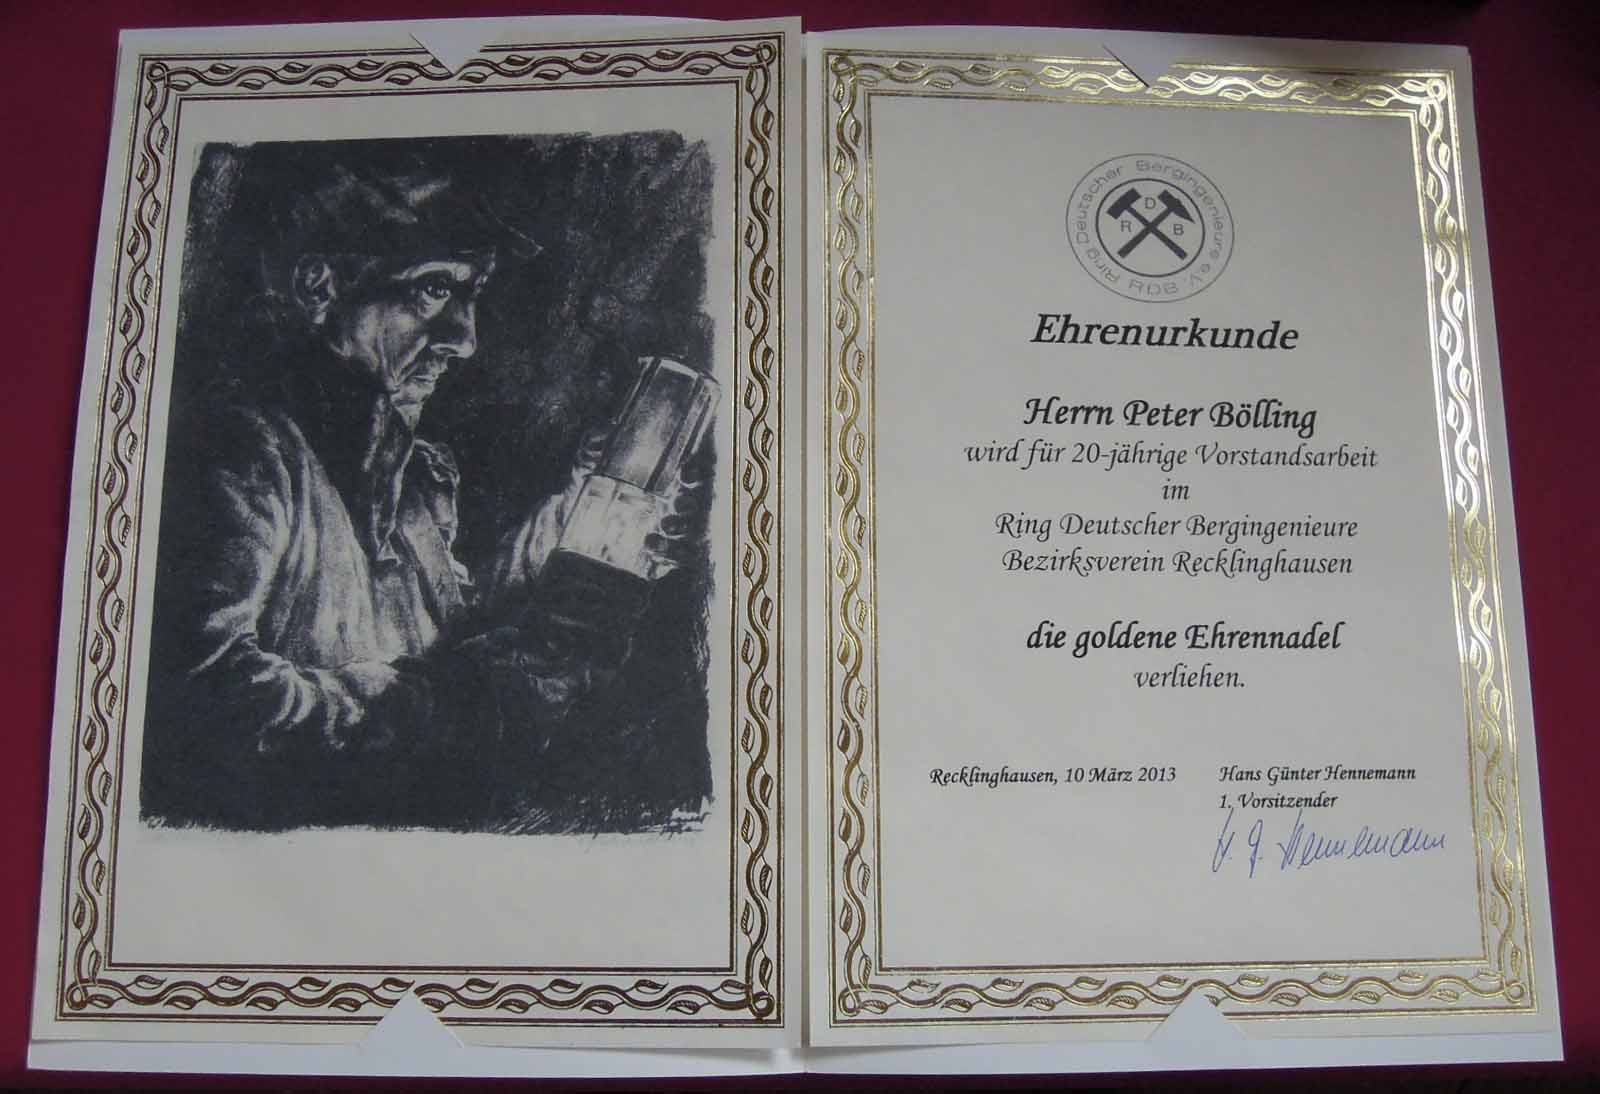 Ring Deutscher Bergingenieure e.V. RDB
D
R B
Ehrenurkunde
Herrn Peter Bölling
wird für 20-jährige Vorstandsarbeit
im
Ring Deutscher Bergingenieure
Bezirksverein Recklinghausen
die goldene Ehrennadel
verliehen.
Recklinghausen, 10 März 2013 Hans Günter Hennemann
1. Vorsitzender
H. G. Hennemann